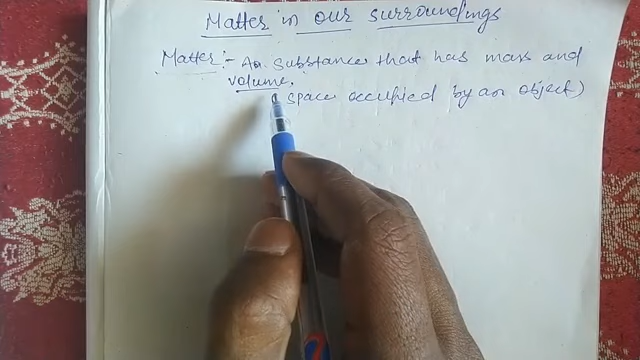 Matter in our surroundings
Matter :- An substance that has mass and
volume.
( space occupied by an object)